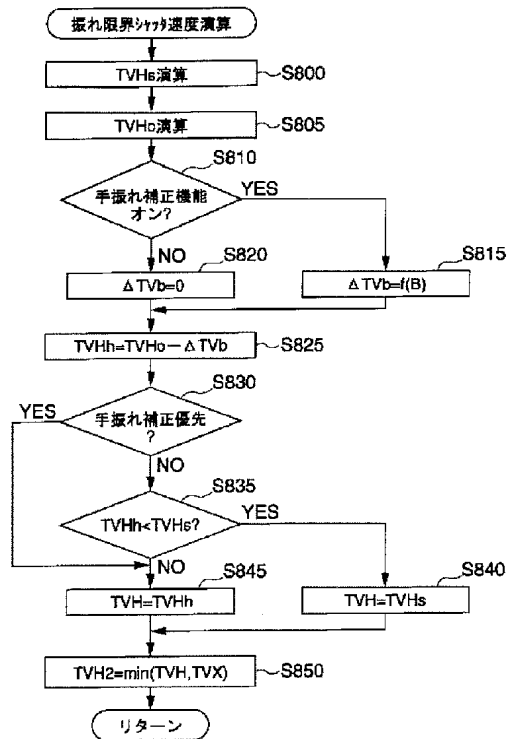 振れ限界シャッタ速度演算
TVHs演算
S800
TVHo演算
S805
S810
手振れ補正機能
オン?
YES
NO
S820
S815
ΔTVb=0
ΔTVb=f(B)
TVHh=TVHo-ΔTVb
S825
S830
YES
手振れ補正優先
?
NO
S835
TVHh<TVHs?
YES
NO
S845
S840
TVH=TVHh
TVH=TVHs
TVH2=min(TVH,TVX)
S850
リターン